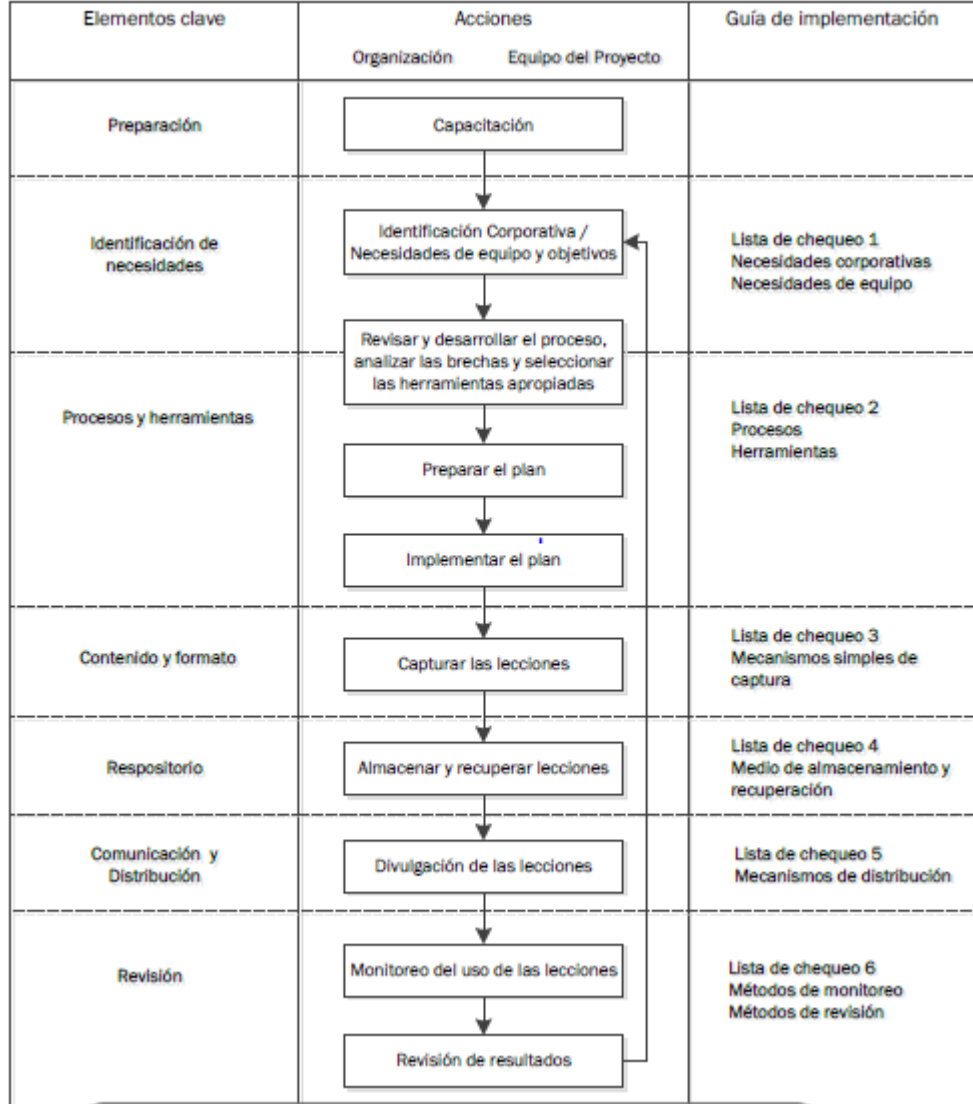 Elementos clave
Acciones
Guía de implementación
Organización
Equipo del Proyecto
Preparación
Capacitación
Identificación de
necesidades
Identificación Corporativa /
Necesidades de equipo y objetivos
Lista de chequeo 1
Necesidades corporativas
Necesidades de equipo
Revisar y desarrollar el proceso,
analizar las brechas y seleccionar
las herramientas apropiadas
Procesos y herramientas
Lista de chequeo 2
Procesos
Herramientas
Preparar el plan
Implementar el plan
Contenido y formato
Capturar las lecciones
Lista de chequeo 3
Mecanismos simples de
captura
Respositorio
Almacenar y recuperar lecciones
Lista de chequeo 4
Medio de almacenamiento y
recuperación
Comunicación y
Distribución
Divulgación de las lecciones
Lista de chequeo 5
Mecanismos de distribución
Revisión
Monitoreo del uso de las lecciones
Lista de chequeo 6
Métodos de monitoreo
Métodos de revisión
Revisión de resultados